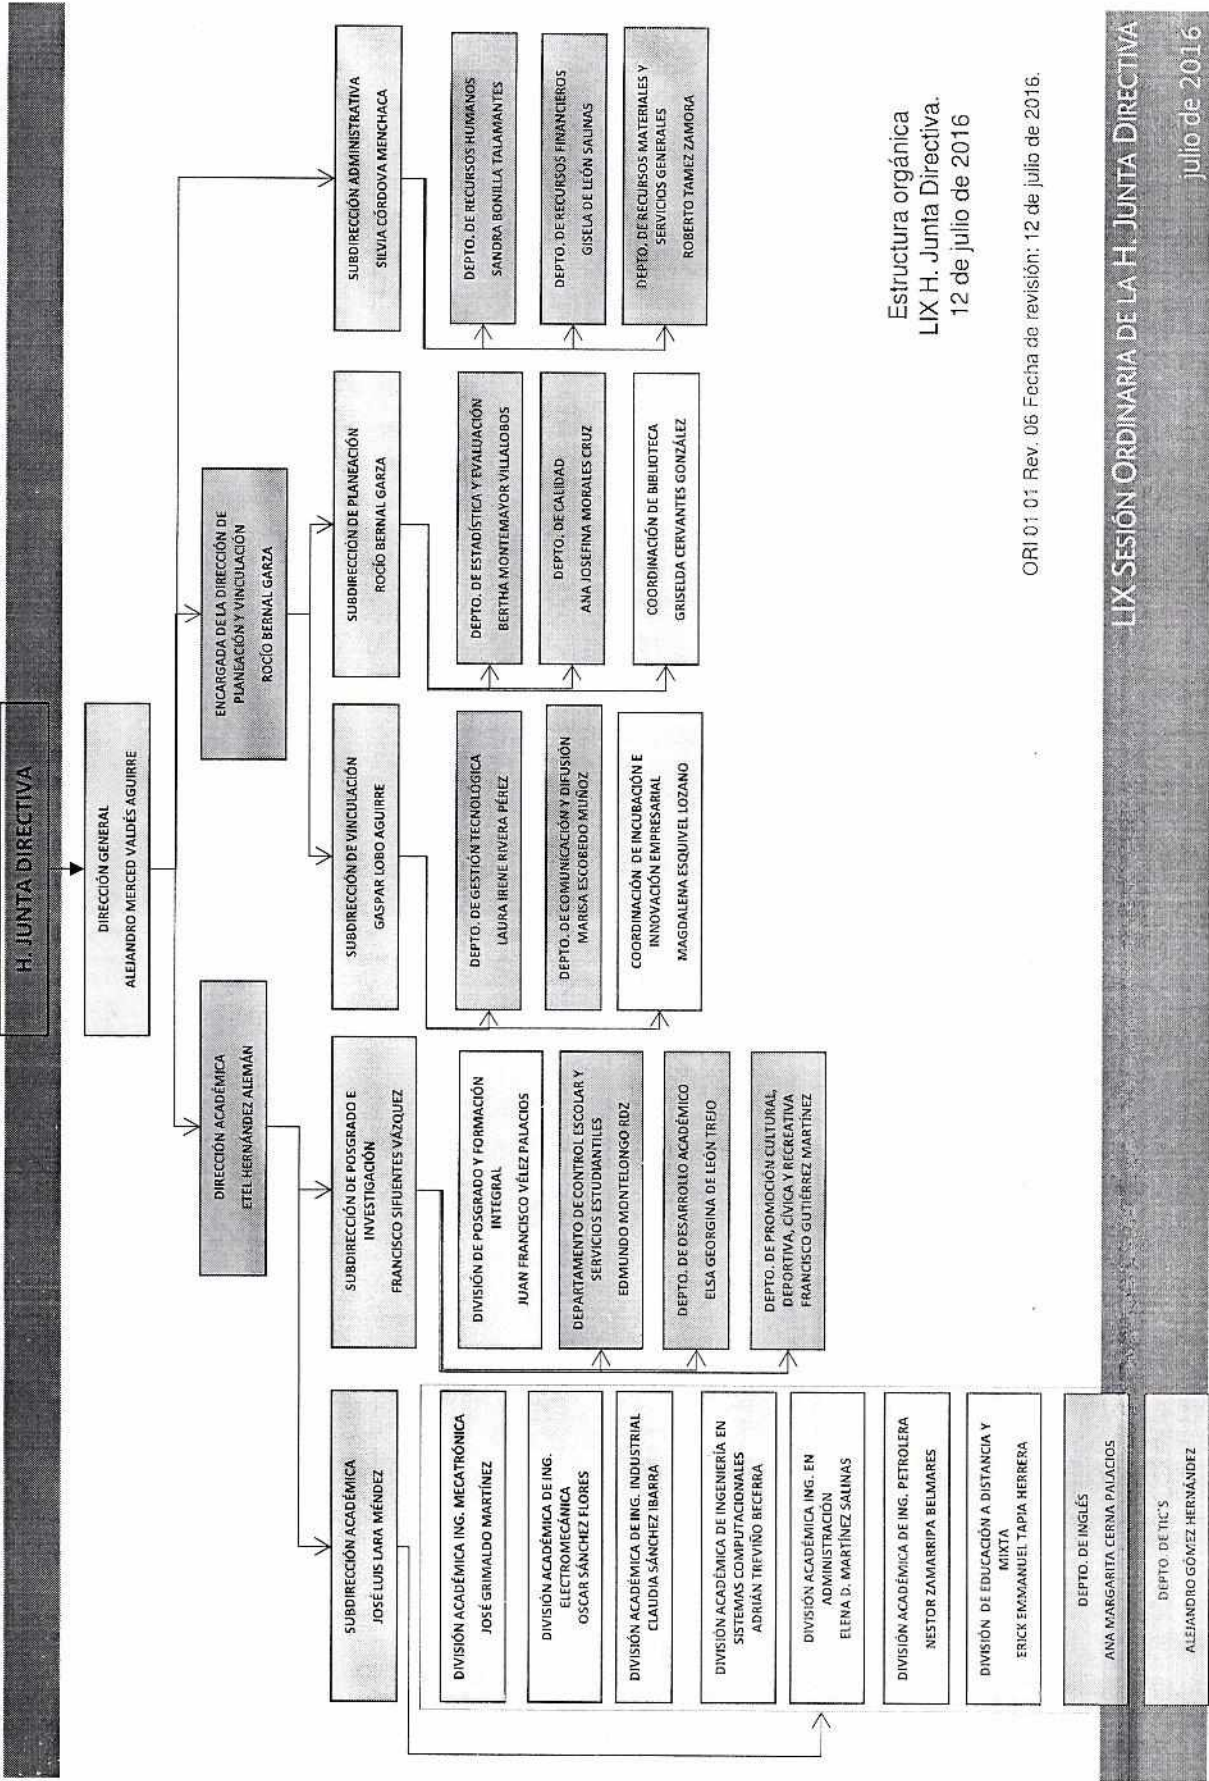 H. JUNTA DIRECTIVA
DIRECCIÓN GENERAL
ALEJANDRO MERCED VALDÉS AGUIRRE
DIRECCIÓN ACADÉMICA
ETEL HERNÁNDEZ ALEMÁN
ENCARGADA DE LA DIRECCIÓN DE
PLANEACIÓN Y VINCULACIÓN
ROCÍO BERNAL GARZA
SUBDIRECCIÓN ACADÉMICA
JOSÉ LUIS LARA MÉNDEZ
SUBDIRECCIÓN DE POSGRADO E
INVESTIGACIÓN
FRANCISCO SIFUENTES VÁZQUEZ
SUBDIRECCIÓN DE VINCULACIÓN
GASPAR LOBO AGUIRRE
SUBDIRECCIÓN DE PLANEACIÓN
ROCÍO BERNAL GARZA
SUBDIRECCIÓN ADMINISTRATIVA
SILVIA CÓRDOVA MENCHACA
DIVISIÓN ACADÉMICA ING. MECATRÓNICA
JOSÉ GRIMALDO MARTÍNEZ
DIVISIÓN ACADÉMICA DE ING.
ELECTROMECÁNICA
OSCAR SÁNCHEZ FLORES
DIVISIÓN ACADÉMICA DE ING. INDUSTRIAL
CLAUDIA SÁNCHEZ IBARRA
DIVISIÓN ACADÉMICA DE INGENIERÍA EN
SISTEMAS COMPUTACIONALES
ADRIÁN TREVIÑO BECERRA
DIVISIÓN ACADÉMICA ING. EN
ADMINISTRACIÓN
ELENA D. MARTÍNEZ SALINAS
DIVISIÓN ACADÉMICA DE ING. PETROLERA
NESTOR ZAMARRIPA BELMARES
DIVISIÓN DE EDUCACIÓN A DISTANCIA Y
MIXTA
ERICK EMMANUEL TAPIA HERRERA
DEPTO. DE INGLÉS
ANA MARGARITA CERNA PALACIOS
DEPTO. DE TIC'S
ALEJANDRO GÓMEZ HERNÁNDEZ
DIVISIÓN DE POSGRADO Y FORMACIÓN
INTEGRAL
JUAN FRANCISCO VÉLEZ PALACIOS
DEPARTAMENTO DE CONTROL ESCOLAR Y
SERVICIOS ESTUDIANTILES
EDMUNDO MONTELONGO RDZ
DEPTO. DE DESARROLLO ACADÉMICO
ELSA GEORGINA DE LEÓN TREJO
DEPTO. DE PROMOCIÓN CULTURAL,
DEPORTIVA, CÍVICA Y RECREATIVA
FRANCISCO GUTIÉRREZ MARTÍNEZ
DEPTO. DE GESTIÓN TECNOLÓGICA
LAURA IRENE RIVERA PÉREZ
DEPTO. DE COMUNICACIÓN Y DIFUSIÓN
MARISA ESCOBEDO MUÑOZ
COORDINACIÓN DE INCUBACIÓN E
INNOVACIÓN EMPRESARIAL
MAGDALENA ESQUIVEL LOZANO
DEPTO. DE ESTADÍSTICA Y EVALUACIÓN
BERTHA MONTEMAYOR VILLALOBOS
DEPTO. DE CALIDAD
ANA JOSEFINA MORALES CRUZ
COORDINACIÓN DE BIBLIOTECA
GRISELDA CERVANTES GONZÁLEZ
DEPTO. DE RECURSOS HUMANOS
SANDRA BONILLA TALAMANTES
DEPTO. DE RECURSOS FINANCIEROS
GISELA DE LEÓN SALINAS
DEPTO. DE RECURSOS MATERIALES Y
SERVICIOS GENERALES
ROBERTO TAMEZ ZAMORA
Estructura orgánica
LIX H. Junta Directiva.
12 de julio de 2016
ORI 01 01 Rev. 06 Fecha de revisión: 12 de julio de 2016.
LIX SESIÓN ORDINARIA DE LA H. JUNTA DIRECTIVA
julio de 2016